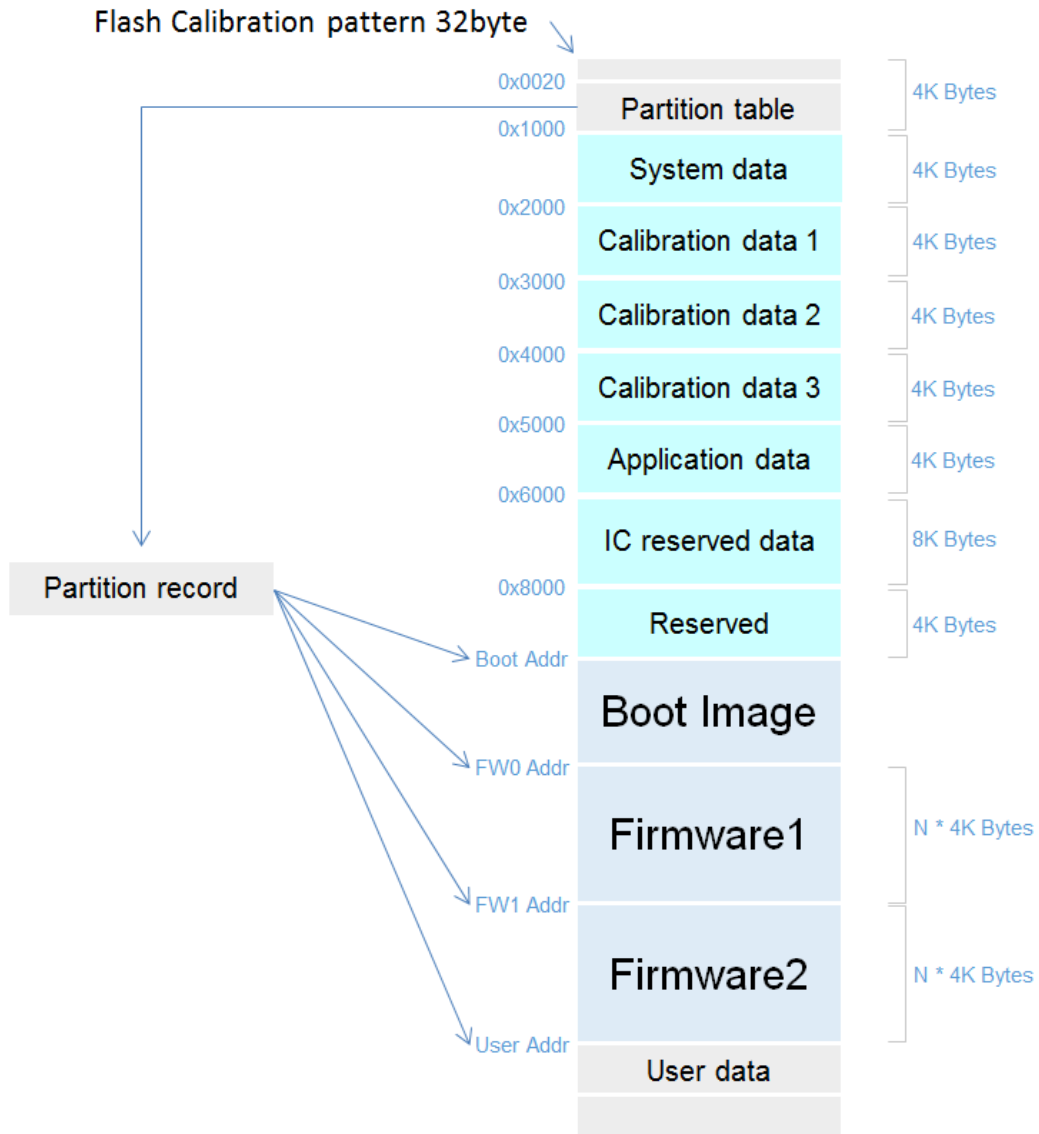 Flash Calibration pattern 32byte
0x0020
4K Bytes
Partition table
0x1000
System data
4K Bytes
0x2000
Calibration data 1
4K Bytes
0x3000
Calibration data 2
4K Bytes
0x4000
Calibration data 3
4K Bytes
0x5000
Application data
4K Bytes
0x6000
IC reserved data
8K Bytes
Partition record
0x8000
Reserved
4K Bytes
Boot Addr
Boot Image
FW0 Addr
Firmware1
N * 4K Bytes
FW1 Addr
Firmware2
N * 4K Bytes
User Addr
User data